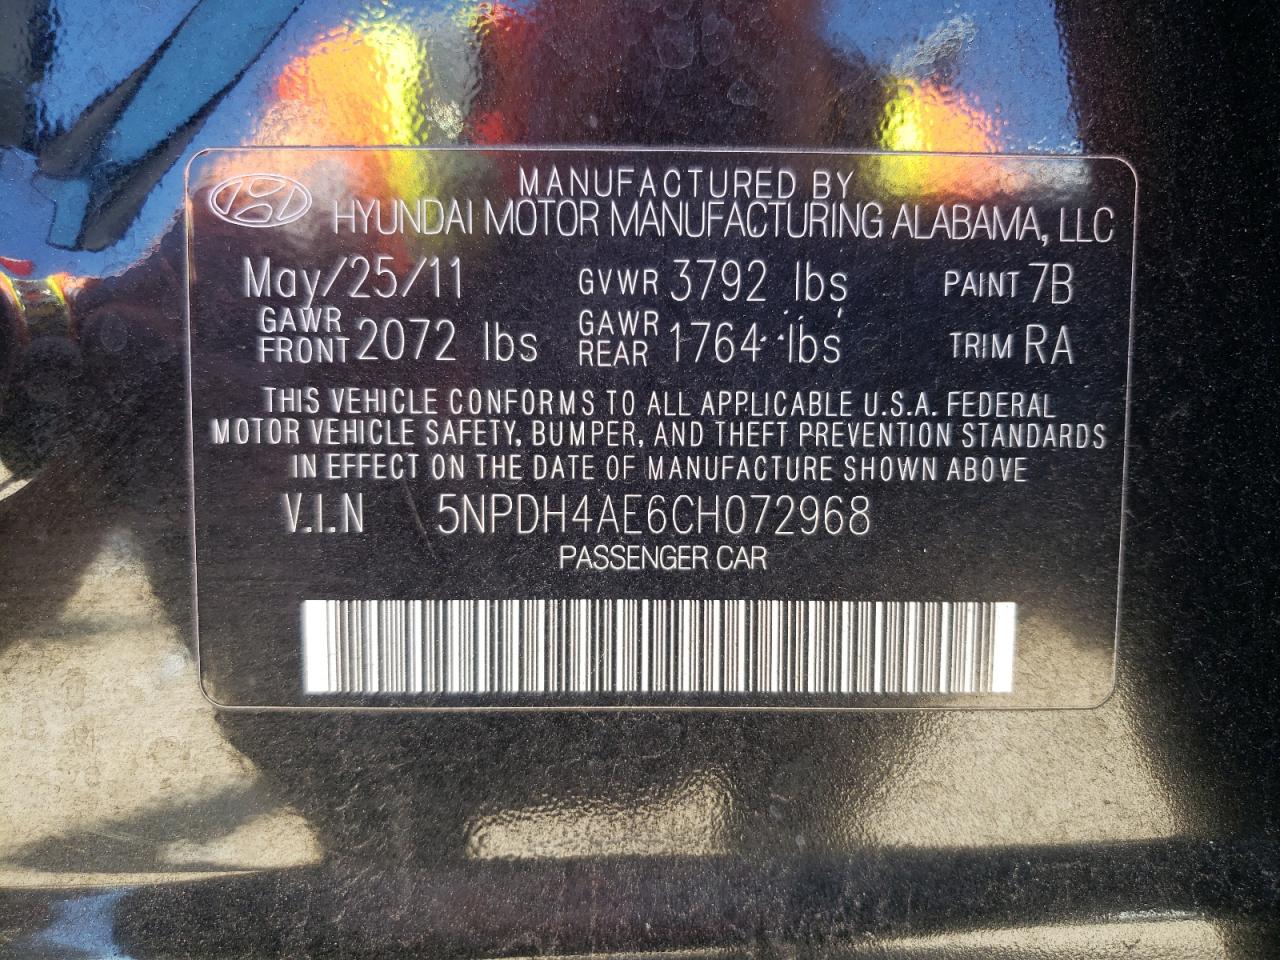 MANUFACTURED BY
HYUNDAI MOTOR MANUFACTURING ALABAMA, LLC
May/25/11 GVWR 3792 lbs PAINT 7B
GAWR FRONT 2072 lbs GAWR REAR 1764 lbs TRIM RA
THIS VEHICLE CONFORMS TO ALL APPLICABLE U.S.A. FEDERAL
MOTOR VEHICLE SAFETY, BUMPER, AND THEFT PREVENTION STANDARDS
IN EFFECT ON THE DATE OF MANUFACTURE SHOWN ABOVE
V.I.N 5NPDH4AE6CH072968
PASSENGER CAR